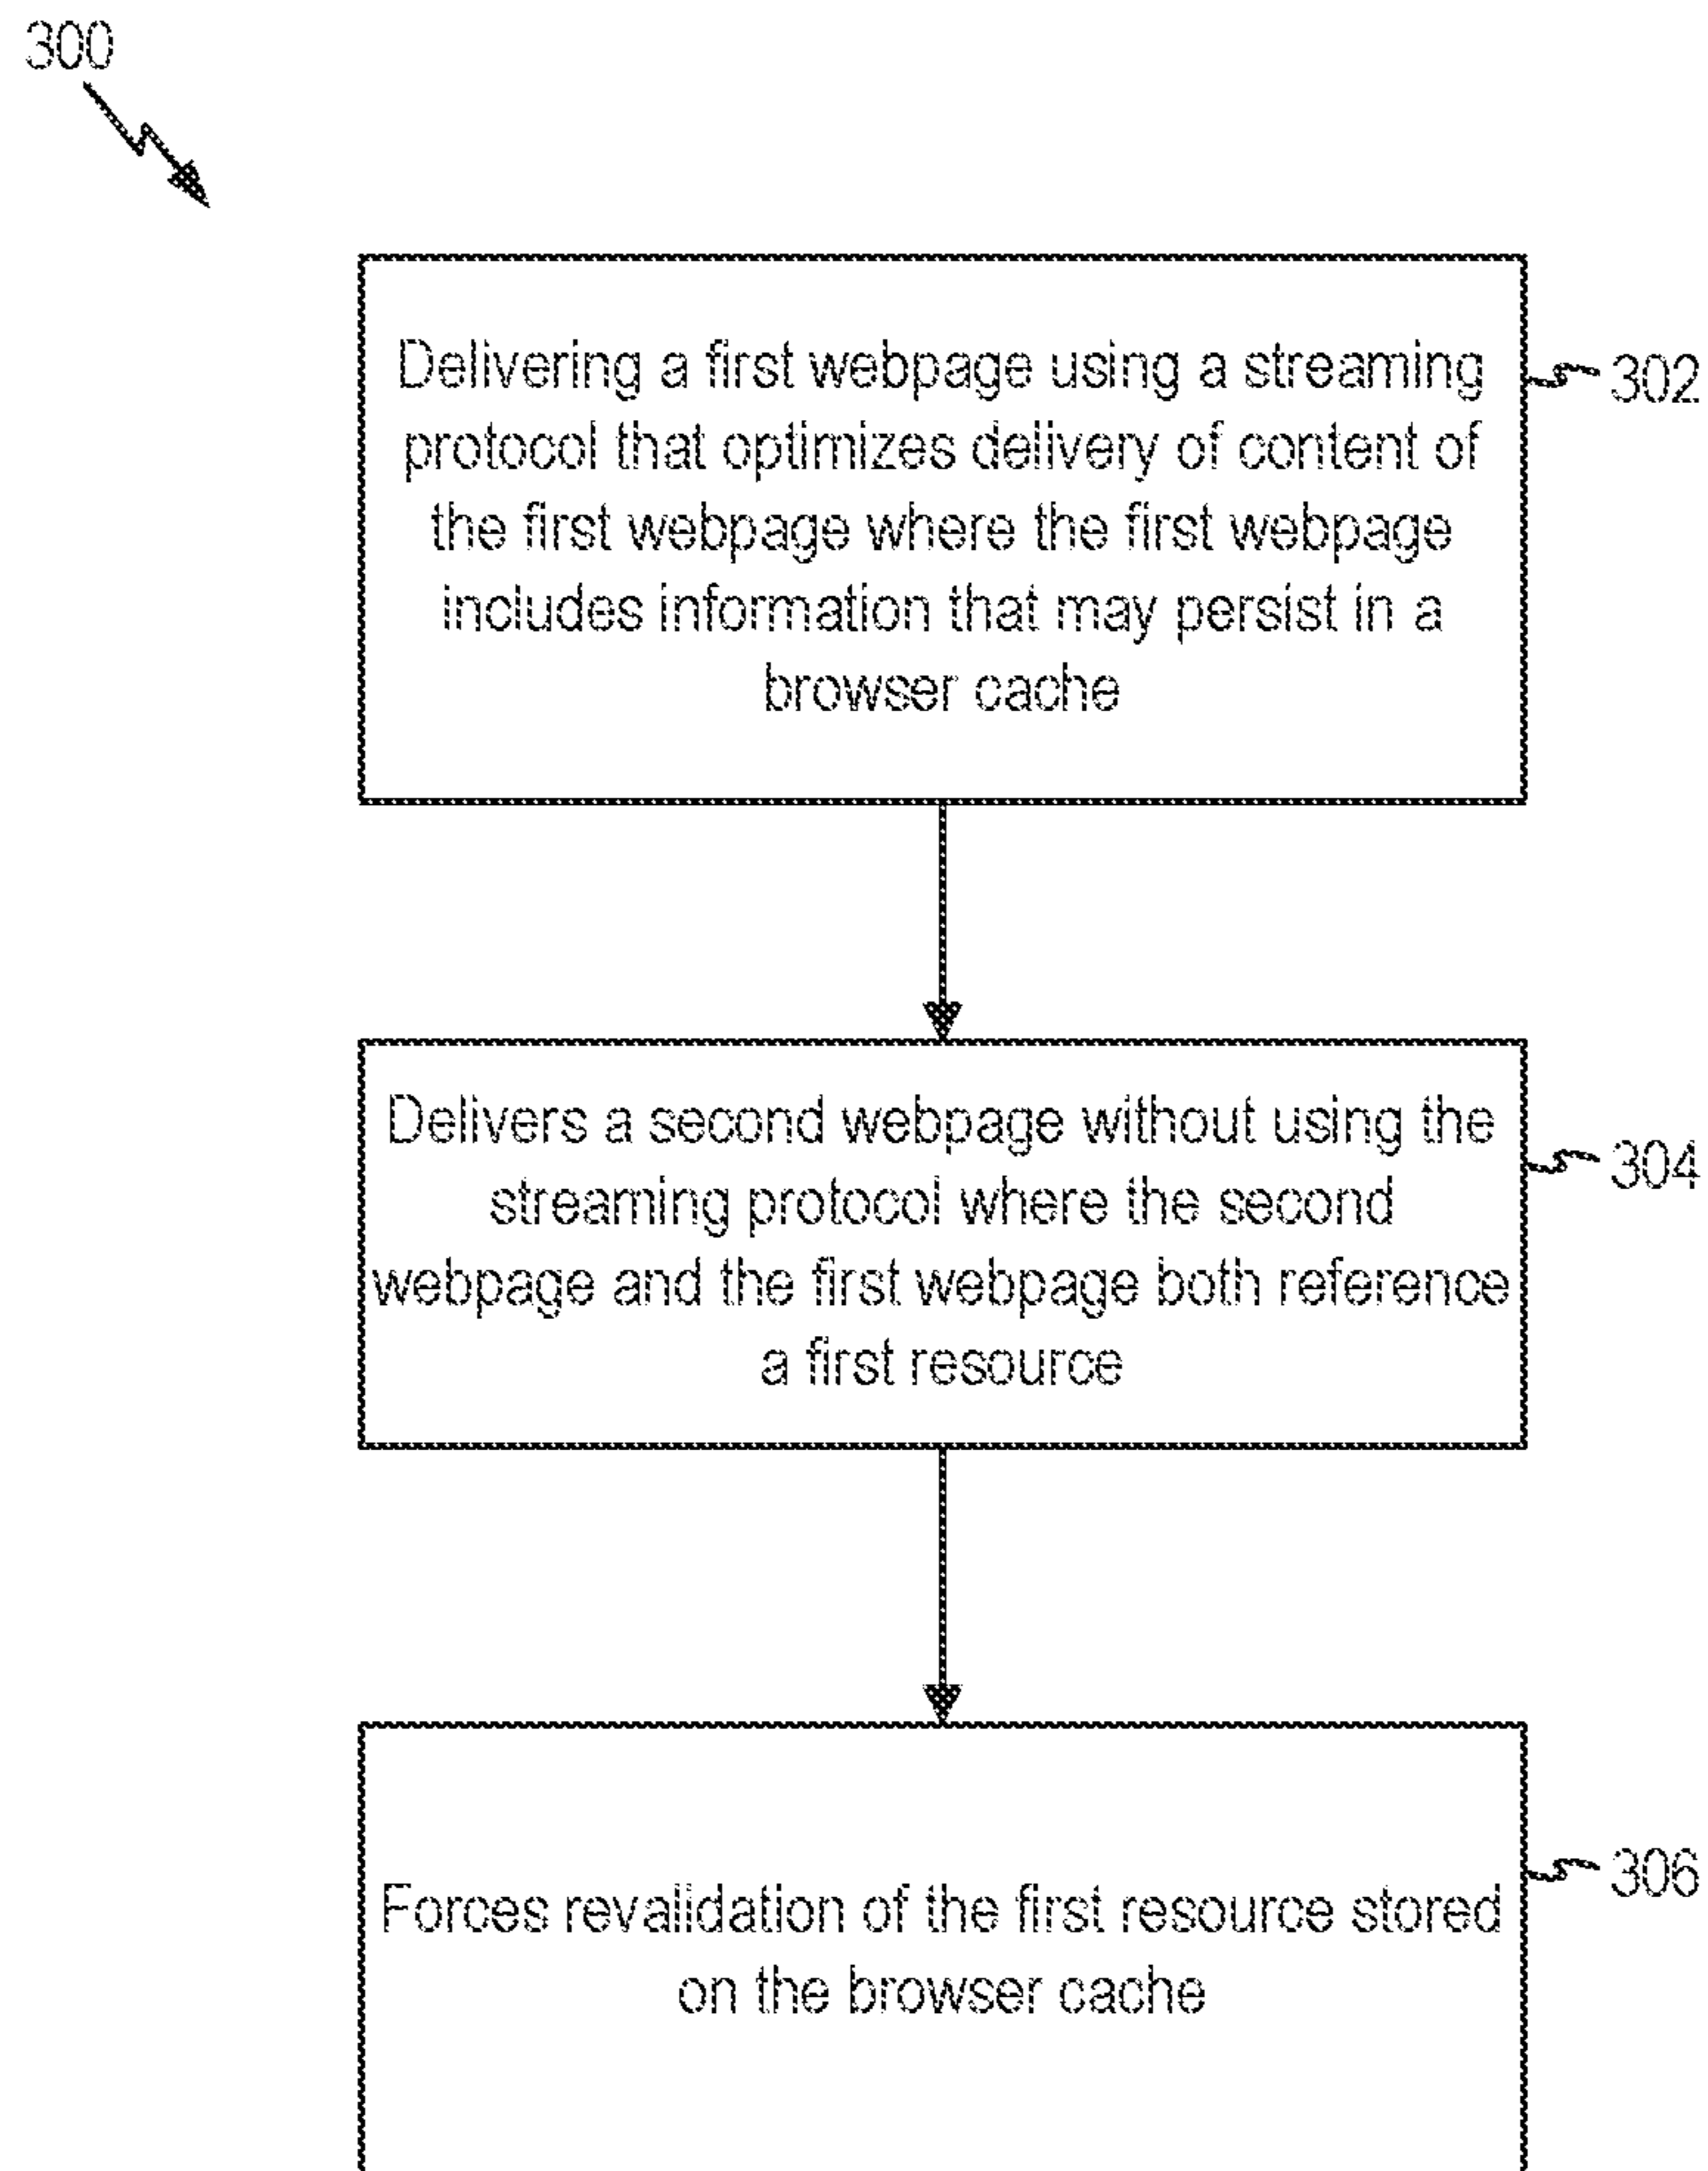 300
Delivering a first webpage using a streaming
protocol that optimizes delivery of content of
the first webpage where the first webpage
includes information that may persist in a
browser cache
302
Delivers a second webpage without using the
streaming protocol where the second
webpage and the first webpage both reference
a first resource
304
Forces revalidation of the first resource stored
on the browser cache
306